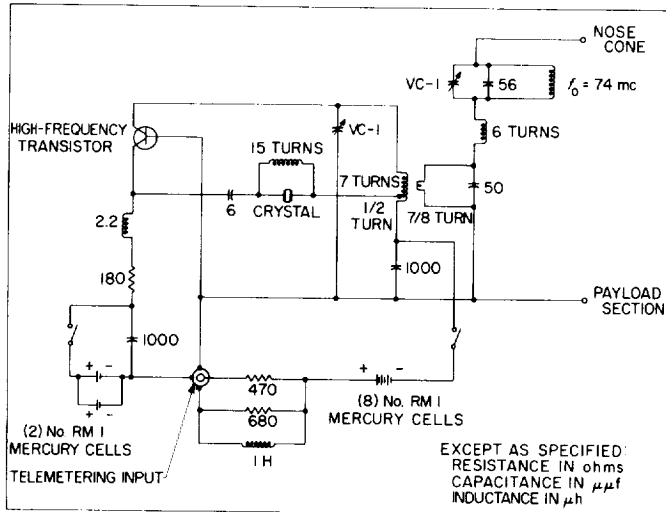 NOSE
CONE
VC-1
56
f₀ = 74 mc
HIGH-FREQUENCY
TRANSISTOR
VC-1
6 TURNS
15 TURNS
7 TURNS
50
6
CRYSTAL
1/2
TURN
7/8 TURN
2.2
180
1000
1000
PAYLOAD
SECTION
+ -
+ -
470
+ -
680
(8) No. RM I
MERCURY CELLS
(2) No. RM I
MERCURY CELLS
1 H
TELEMETERING INPUT
EXCEPT AS SPECIFIED:
RESISTANCE IN ohms
CAPACITANCE IN μμf
INDUCTANCE IN μh